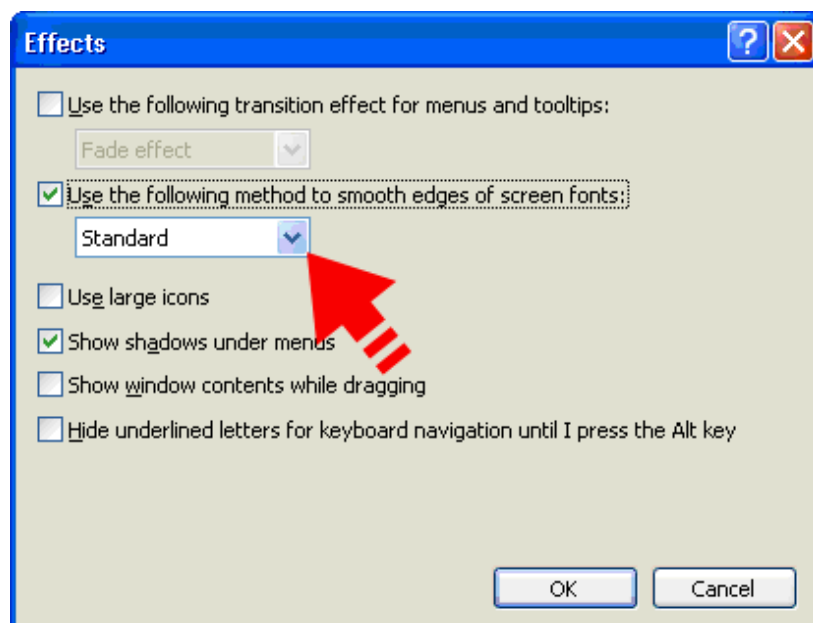 Effects
Use the following transition effect for menus and tooltips:
Fade effect
Use the following method to smooth edges of screen fonts:
Standard
Use large icons
Show shadows under menus
Show window contents while dragging
Hide underlined letters for keyboard navigation until I press the Alt key
OK Cancel